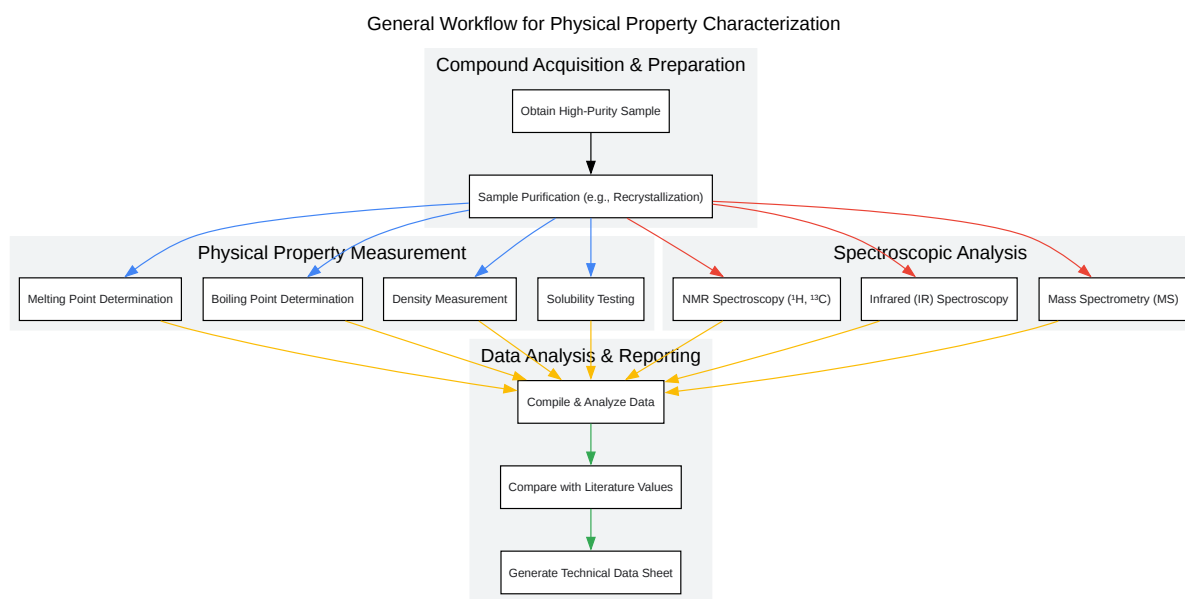 General Workflow for Physical Property Characterization
Compound Acquisition & Preparation
Obtain High-Purity Sample
Sample Purification (e.g., Recrystallization)
Physical Property Measurement
Spectroscopic Analysis
Melting Point Determination
Boiling Point Determination
Density Measurement
Solubility Testing
NMR Spectroscopy (¹H, ¹³C)
Infrared (IR) Spectroscopy
Mass Spectrometry (MS)
Data Analysis & Reporting
Compile & Analyze Data
Compare with Literature Values
Generate Technical Data Sheet